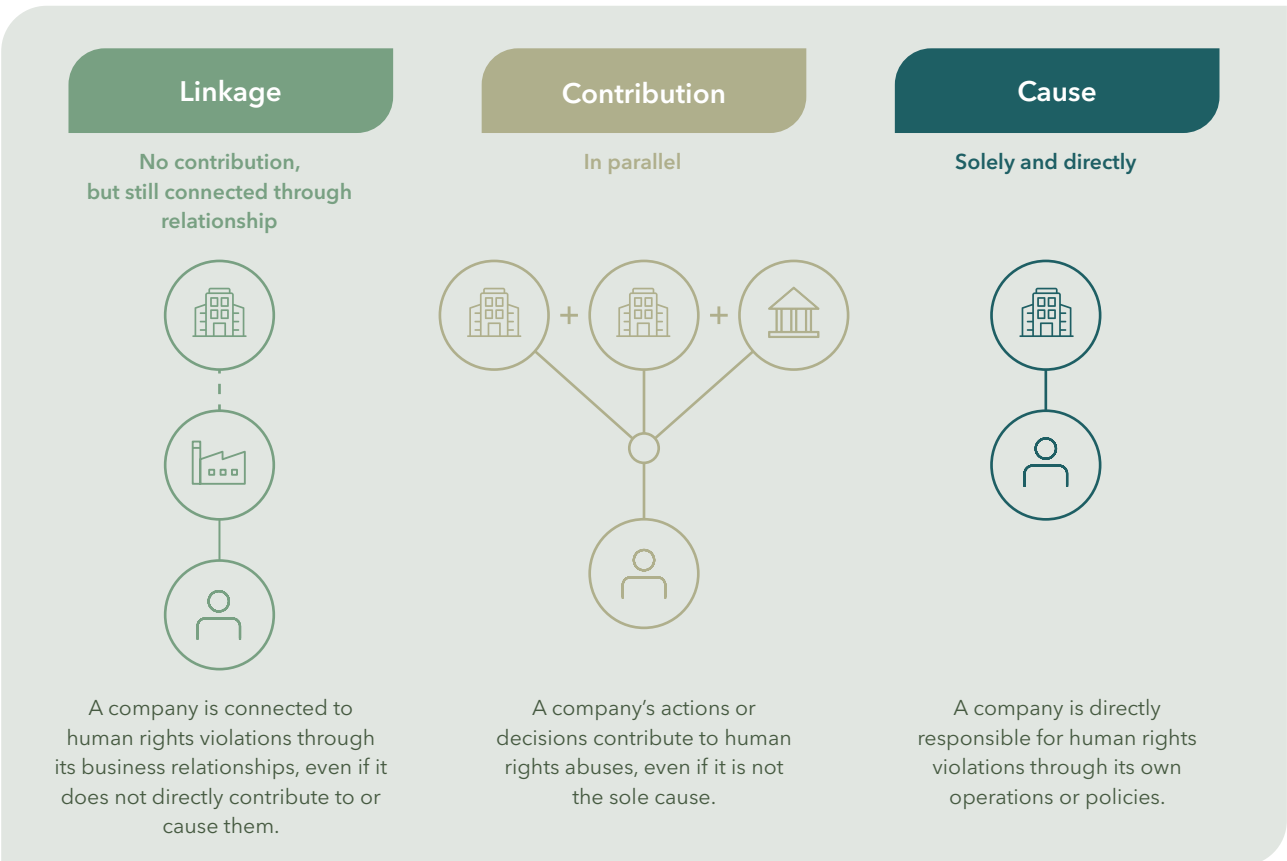 Linkage
No contribution,
but still connected through
relationship
A company is connected to
human rights violations through
its business relationships, even if it
does not directly contribute to or
cause them.
Contribution
In parallel
+
+
A company’s actions or
decisions contribute to human
rights abuses, even if it is not
the sole cause.
Cause
Solely and directly
A company is directly
responsible for human rights
violations through its own
operations or policies.